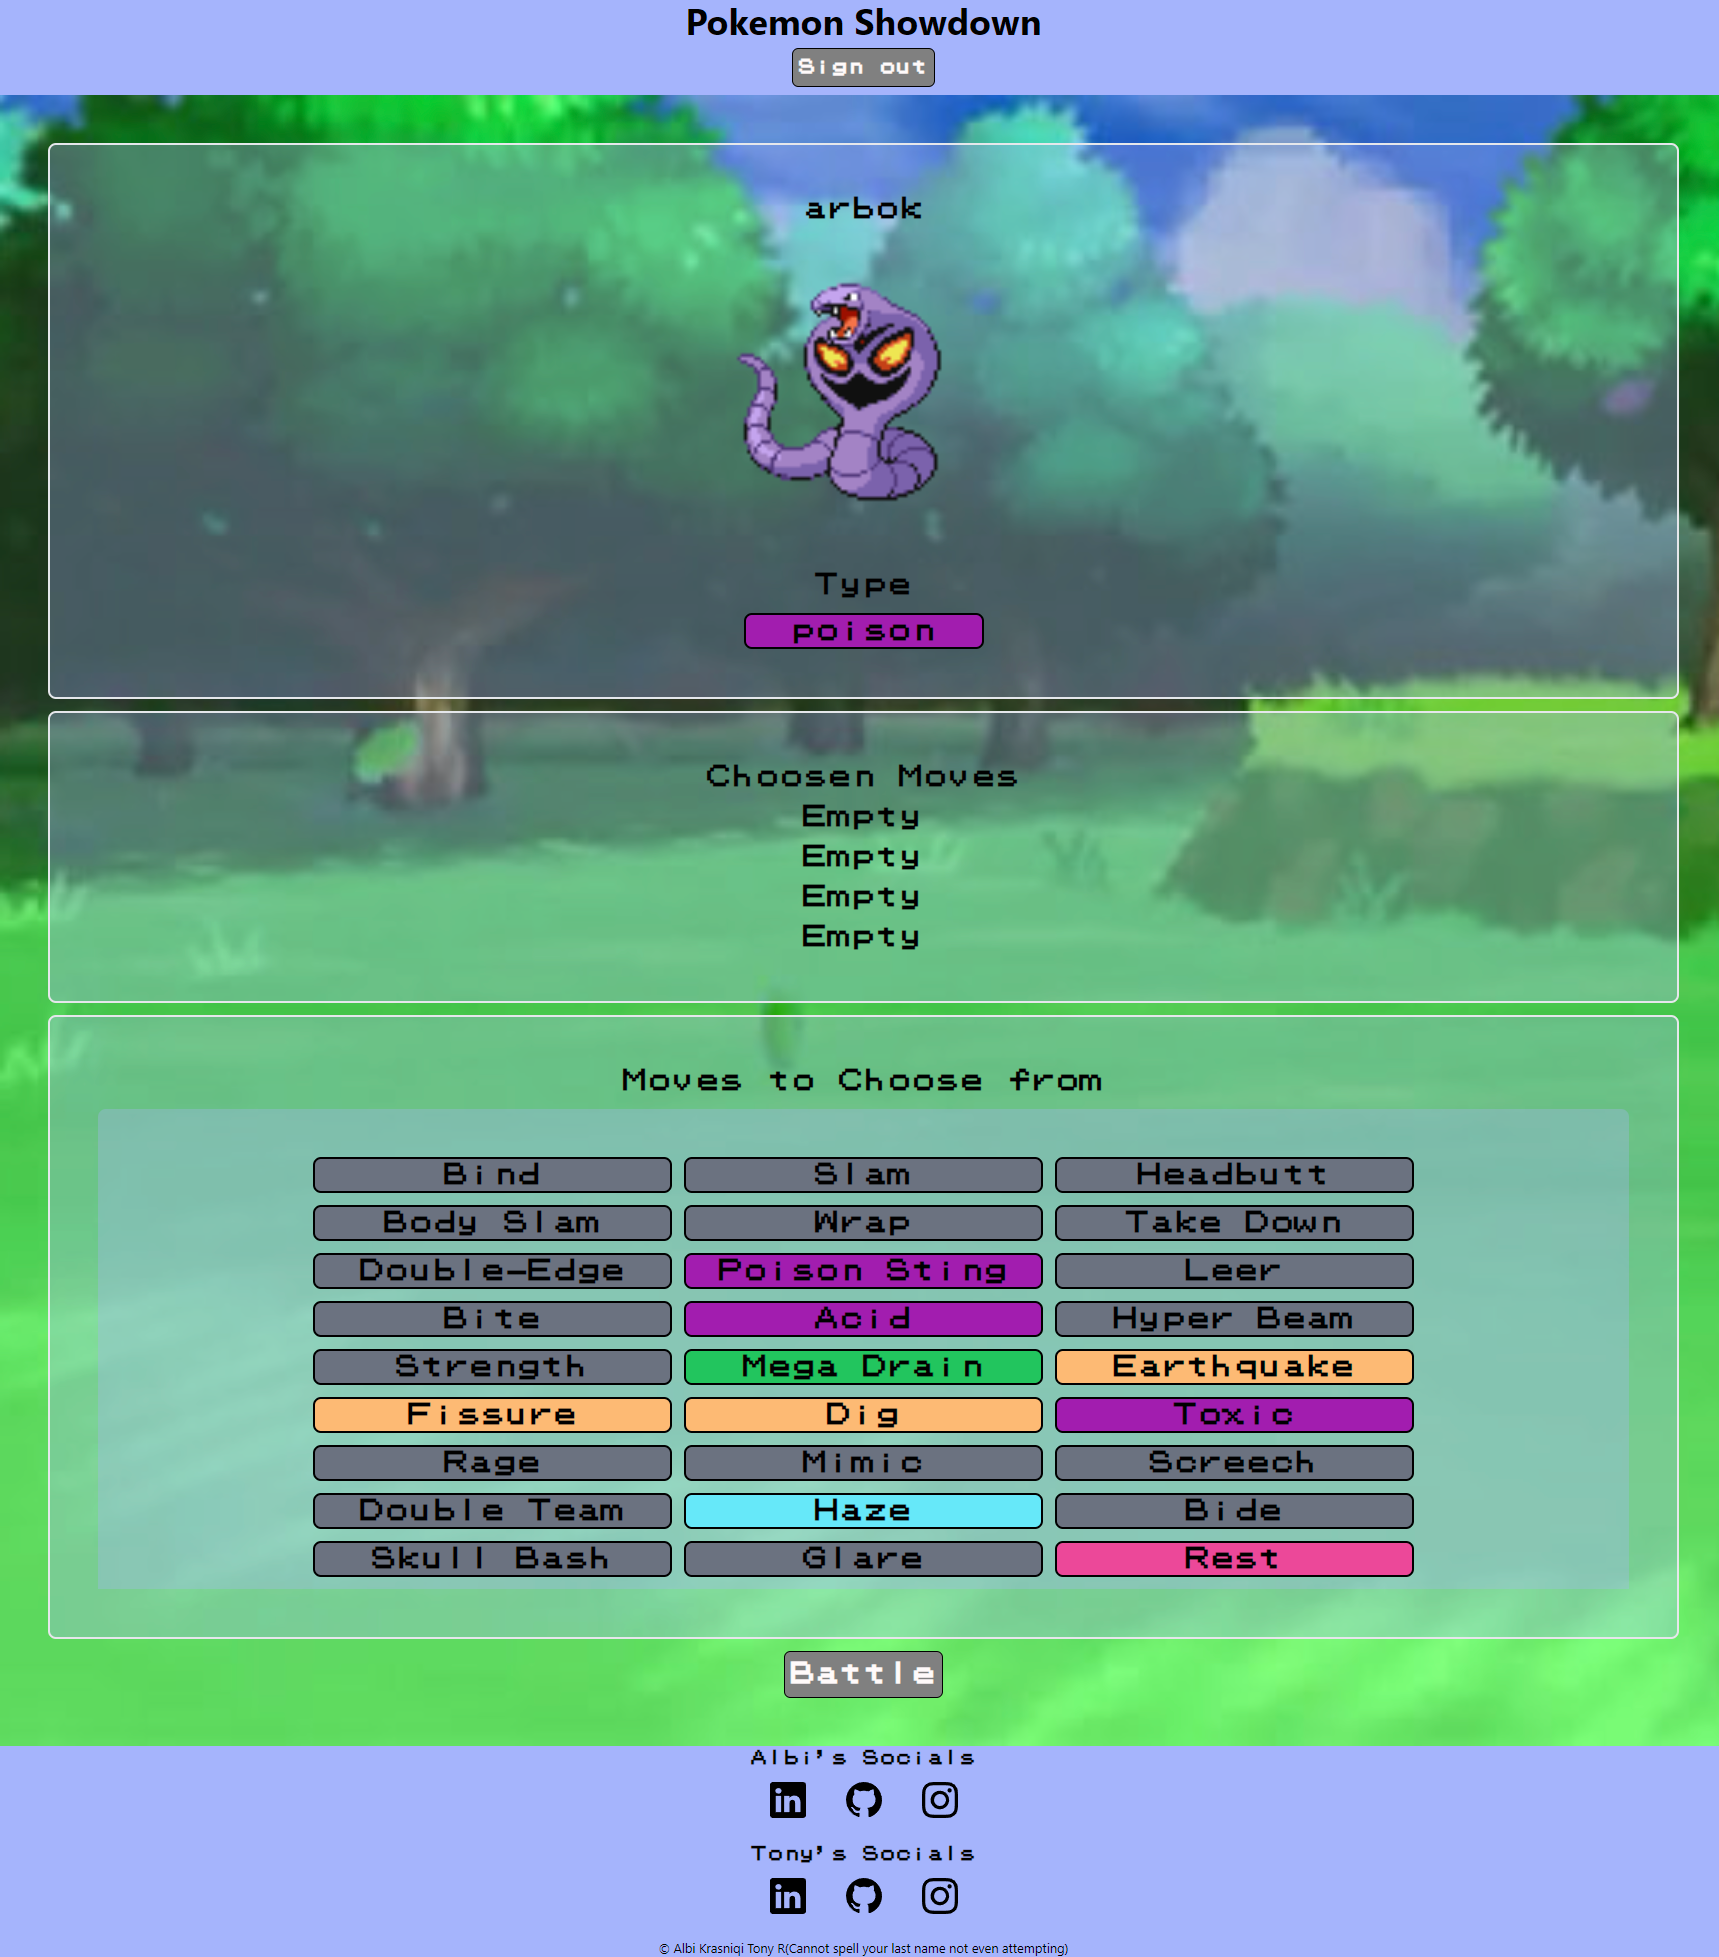 Pokemon Showdown
Sign out
arbok
Type
poison
Choosen Moves
Empty
Empty
Empty
Empty
Moves to Choose from
Bind Slam Headbutt
Body Slam Wrap Take Down
Double-Edge Poison Sting Leer
Bite Acid Hyper Beam
Strength Mega Drain Earthquake
Fissure Dig Toxic
Rage Mimic Screech
Double Team Haze Bide
Skull Bash Glare Rest
Battle
Albi's Socials
in
Tony's Socials
in
© Albi Krasniqi Tony R(Cannot spell your last name not even attempting)